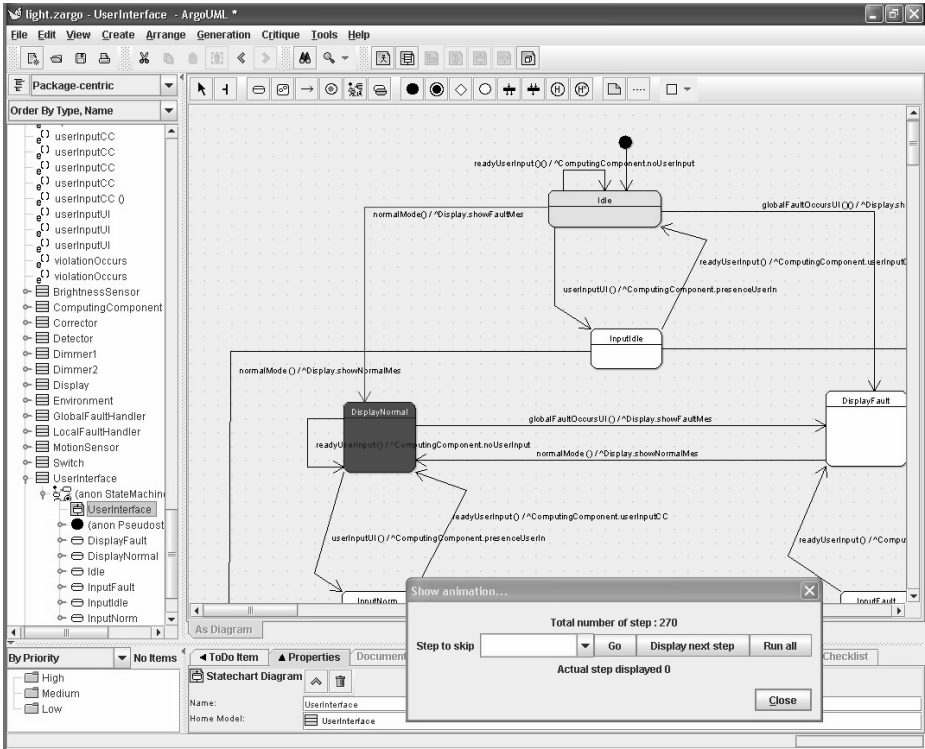 light.zargo - UserInterface - ArgoUML *
File Edit View Create Arrange Generation Critique Tools Help
Package-centric
Order By Type, Name
userInputCC
userInputCC
userInputCC
userInputCC
userInputCC ()
userInputUI
userInputUI
userInputUI
violationOccurs
violationOccurs
BrightnessSensor
ComputingComponent
Corrector
Detector
Dimmer1
Dimmer2
Display
Environment
GlobalFaultHandler
LocalFaultHandler
MotionSensor
Switch
UserInterface
(anon StateMachin
UserInterface
(anon Pseudost
DisplayFault
DisplayNormal
Idle
InputFault
InputIdle
InputNorm
readyUserInput()() / ^ComputingComponent.noUserInput
Idle
normalMode() / ^Display.showFaultMes
globalFaultOccursUI ()() / ^Display.sh
readyUserInput() / ^ComputingComponent.userInputC
userInputUI () / ^ComputingComponent.presenceUserIn
InputIdle
normalMode () / ^Display.showNormalMes
DisplayNormal
DisplayFault
globalFaultOccursUI () / ^Display.showFaultMes
readyUserInput() / ^ComputingComponent.noUserInput
normalMode () / ^Display.showNormalMes
readyUserInput() / ^ComputingComponent.userInputCC
userInputUI () / ^ComputingComponent.presenceUserIn
readyUserInput() / ^Compu
InputNorm
InputFault
As Diagram
Show animation...
Total number of step : 270
Step to skip Go Display next step Run all
Actual step displayed 0
Close
By Priority No Items
High
Medium
Low
ToDo Item Properties Document Checklist
Statechart Diagram
Name: UserInterface
Home Model: UserInterface